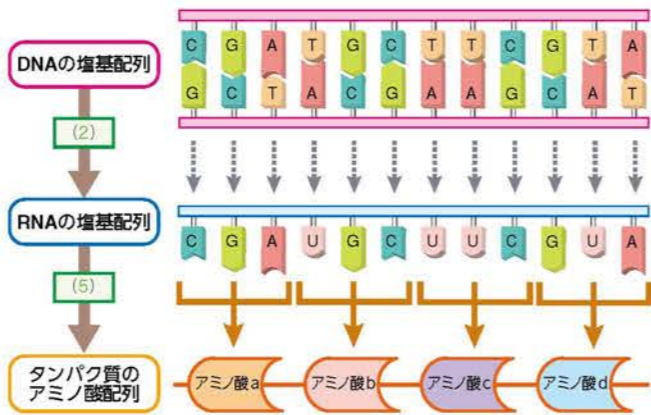 C G A T G C T T C G T A
DNAの塩基配列
G C T A C G A A G C A T
(2)
RNAの塩基配列
C G A U G C U U C G U A
(5)
タンパク質の
アミノ酸配列
アミノ酸a アミノ酸b アミノ酸c アミノ酸d